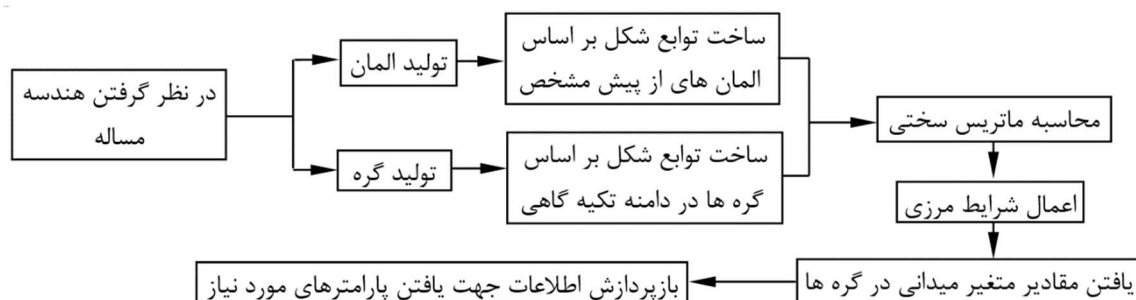 در نظر گرفتن هندسه
مساله
تولید المان
ساخت توابع شکل بر اساس
المان های از پیش مشخص
تولید گره
ساخت توابع شکل بر اساس
گره ها در دامنه تکیه گاهی
محاسبه ماتریس سختی
اعمال شرایط مرزی
یافتن مقادیر متغیر میدانی در گره ها
بازپردازش اطلاعات جهت یافتن پارامترهای مورد نیاز